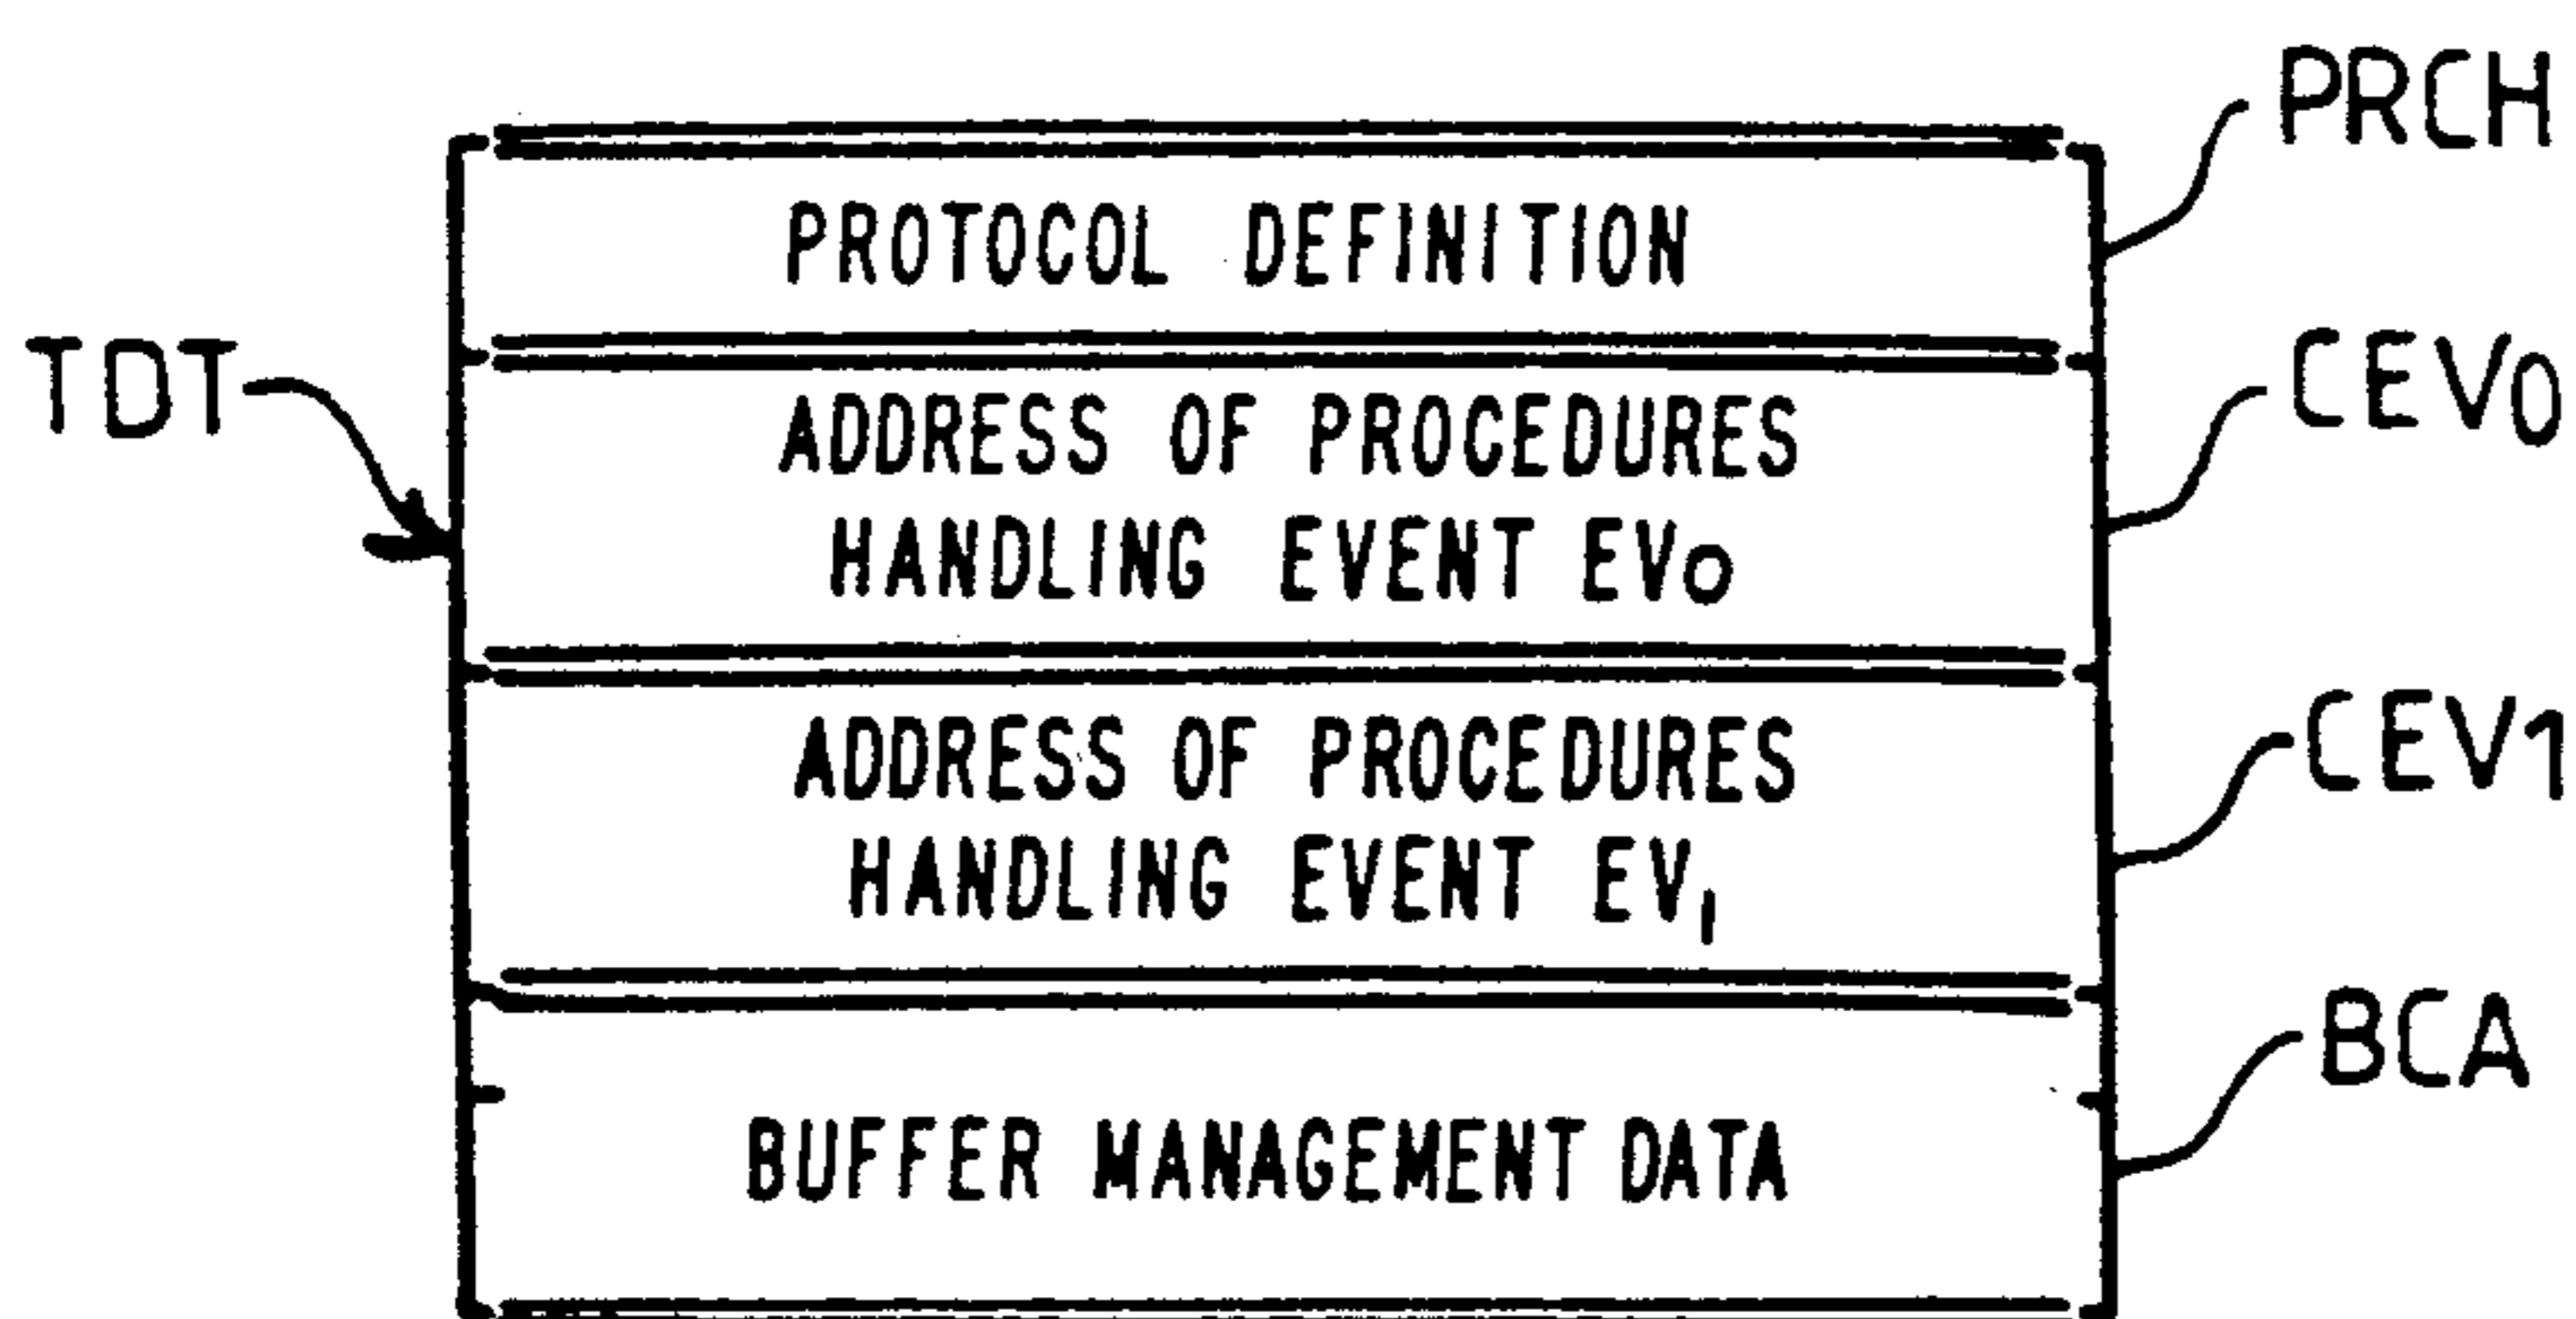 PRCH
PROTOCOL DEFINITION
TDT
CEV0
ADDRESS OF PROCEDURES
HANDLING EVENT EV0
CEV1
ADDRESS OF PROCEDURES
HANDLING EVENT EV1
BCA
BUFFER MANAGEMENT DATA